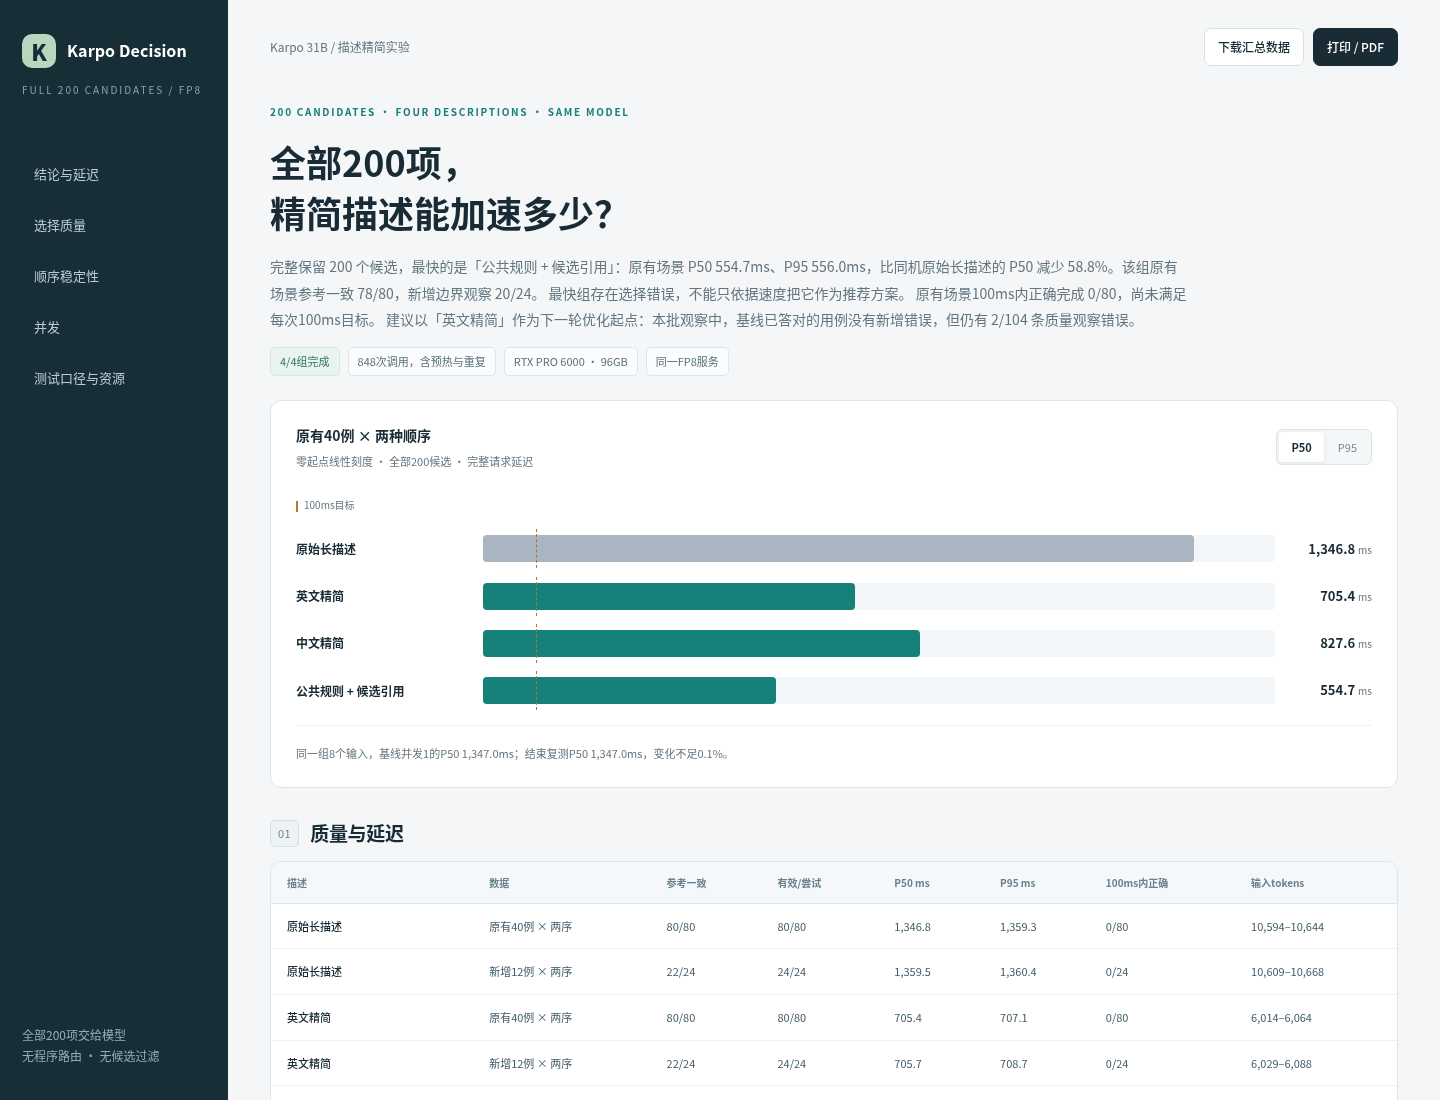 K Karpo Decision
FULL 200 CANDIDATES / FP8
结论与延迟
选择质量
顺序稳定性
并发
测试口径与资源
全部200项交给模型
无程序路由 · 无候选过滤
Karpo 31B / 描述精简实验
下载汇总数据
打印 / PDF
200 CANDIDATES · FOUR DESCRIPTIONS · SAME MODEL
全部200项，
精简描述能加速多少？
完整保留 200 个候选，最快的是「公共规则 + 候选引用」：原有场景 P50 554.7ms、P95 556.0ms，比同机原始长描述的 P50 减少 58.8%。该组原有
场景参考一致 78/80，新增边界观察 20/24。 最快组存在选择错误，不能只依据速度把它作为推荐方案。 原有场景100ms内正确完成 0/80，尚未满足
每次100ms目标。 建议以「英文精简」作为下一轮优化起点：本批观察中，基线已答对的用例没有新增错误，但仍有 2/104 条质量观察错误。
4/4组完成
848次调用，含预热与重复
RTX PRO 6000 · 96GB
同一FP8服务
原有40例 × 两种顺序
零起点线性刻度 · 全部200候选 · 完整请求延迟
P50 P95
100ms目标
原始长描述 1,346.8 ms
英文精简 705.4 ms
中文精简 827.6 ms
公共规则 + 候选引用 554.7 ms
同一组8个输入，基线并发1的P50 1,347.0ms；结束复测P50 1,347.0ms，变化不足0.1%。
01 质量与延迟
描述 数据 参考一致 有效/尝试 P50 ms P95 ms 100ms内正确 输入tokens
原始长描述 原有40例 × 两序 80/80 80/80 1,346.8 1,359.3 0/80 10,594–10,644
原始长描述 新增12例 × 两序 22/24 24/24 1,359.5 1,360.4 0/24 10,609–10,668
英文精简 原有40例 × 两序 80/80 80/80 705.4 707.1 0/80 6,014–6,064
英文精简 新增12例 × 两序 22/24 24/24 705.7 708.7 0/24 6,029–6,088